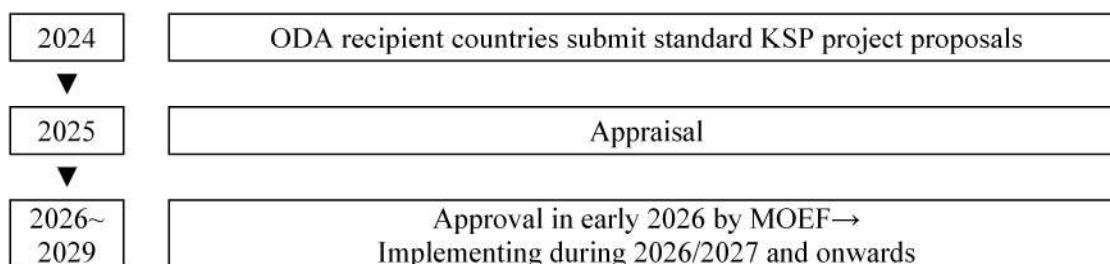 2024
ODA recipient countries submit standard KSP project proposals
▼
2025
Appraisal
▼
2026~
2029
Approval in early 2026 by MOEF→
Implementing during 2026/2027 and onwards